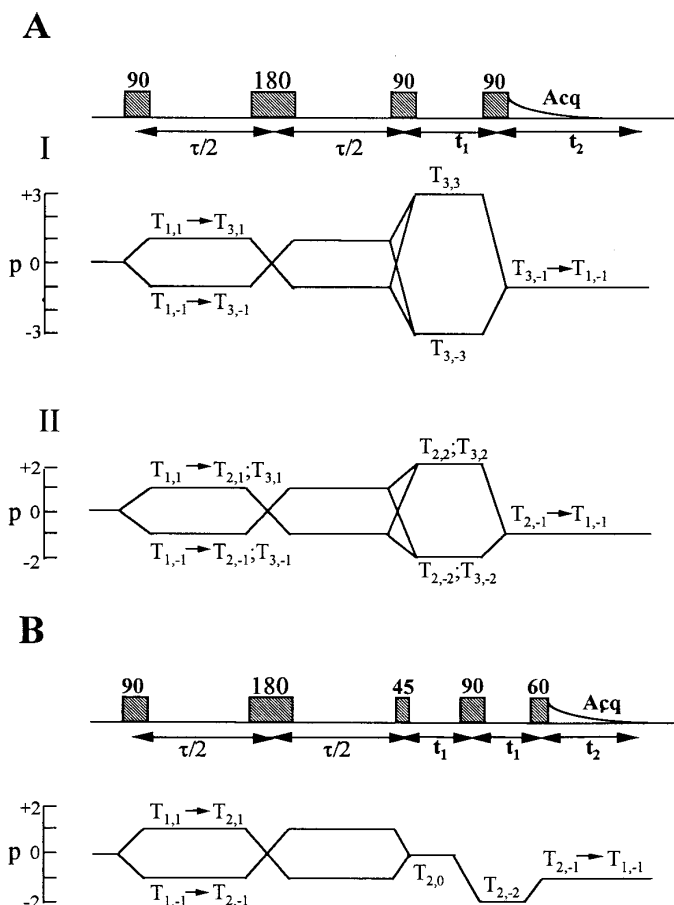 A
90 180 90 90
Acq
τ/2 τ/2 t₁ t₂
I
+3
T₃,₃
T₁,₁ → T₃,₁
p 0
T₃,₋₁ → T₁,₋₁
T₁,₋₁ → T₃,₋₁
-3
T₃,₋₃
II
+2
T₂,₂;T₃,₂
T₁,₁ → T₂,₁;T₃,₁
p 0
T₂,₋₁ → T₁,₋₁
T₁,₋₁ → T₂,₋₁;T₃,₋₁
-2
T₂,₋₂;T₃,₋₂
B
90 180 45 90 60
Acq
τ/2 τ/2 t₁ t₁ t₂
+2
T₁,₁ → T₂,₁
p 0
T₂,₀
T₂,₋₂
T₂,₋₁ → T₁,₋₁
T₁,₋₁ → T₂,₋₁
-2